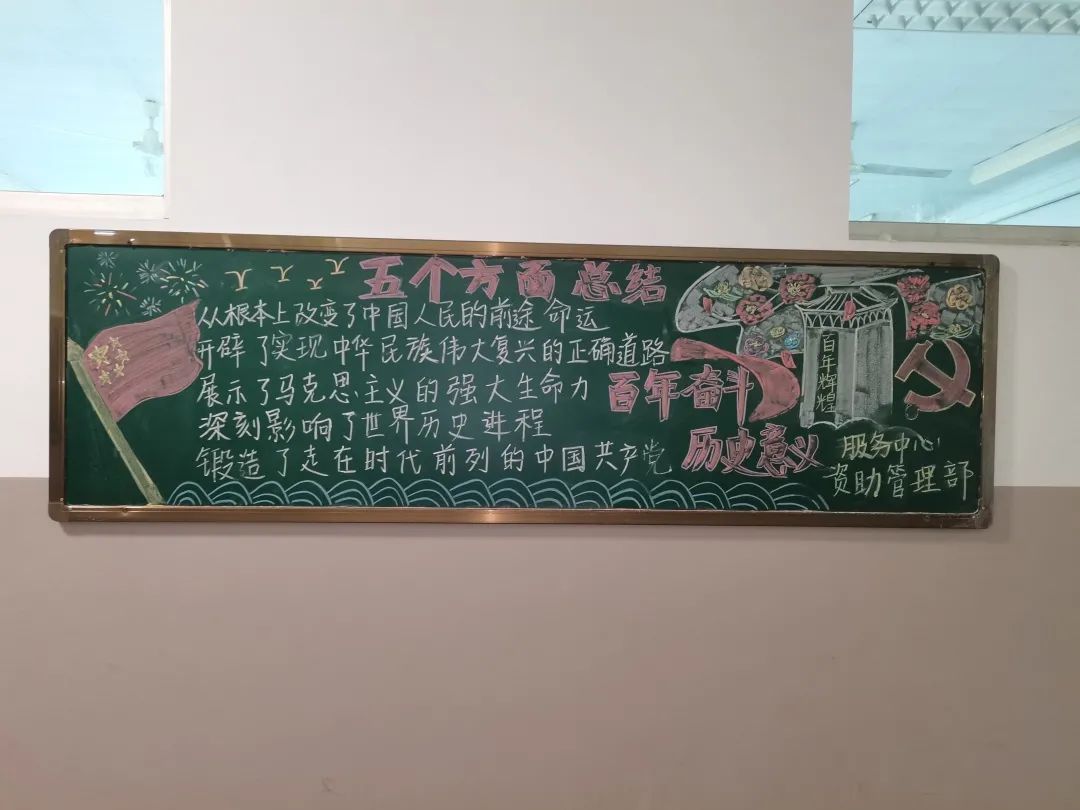 五个方面总结
从根本上改变了中国人民的前途命运
开辟了实现中华民族伟大复兴的正确道路
展示了马克思主义的强大生命力
深刻影响了世界历史进程
锻造了走在时代前列的中国共产党
百年奋斗
历史意义
百年辉煌
服务中心
资助管理部